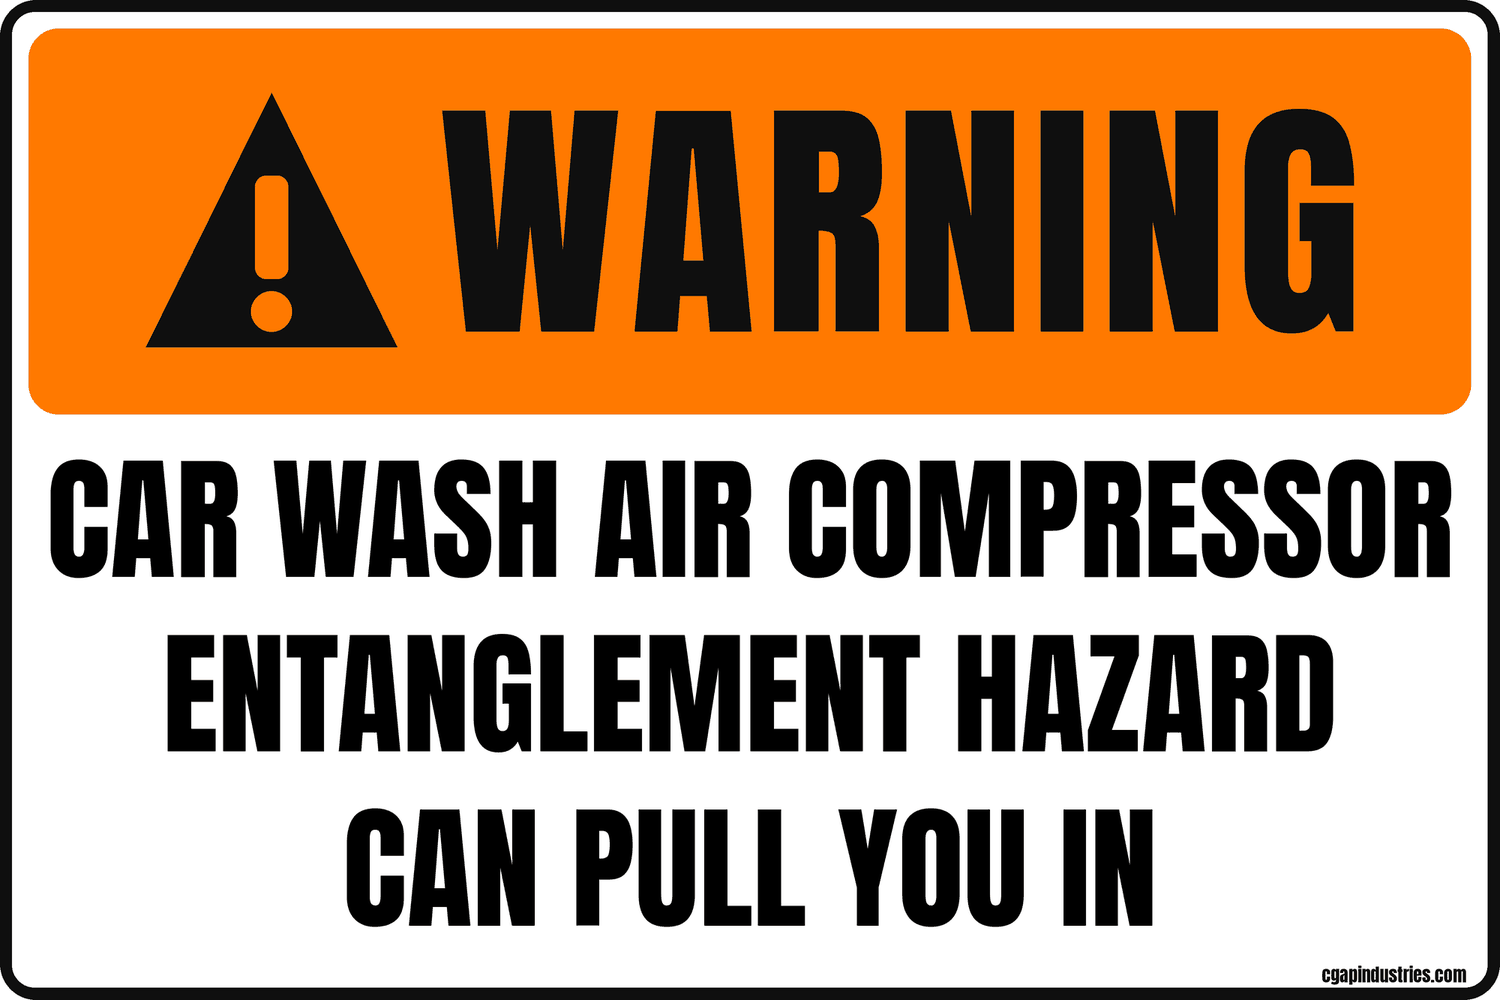 WARNING
CAR WASH AIR COMPRESSOR
ENTANGLEMENT HAZARD
CAN PULL YOU IN
cgapindustries.com